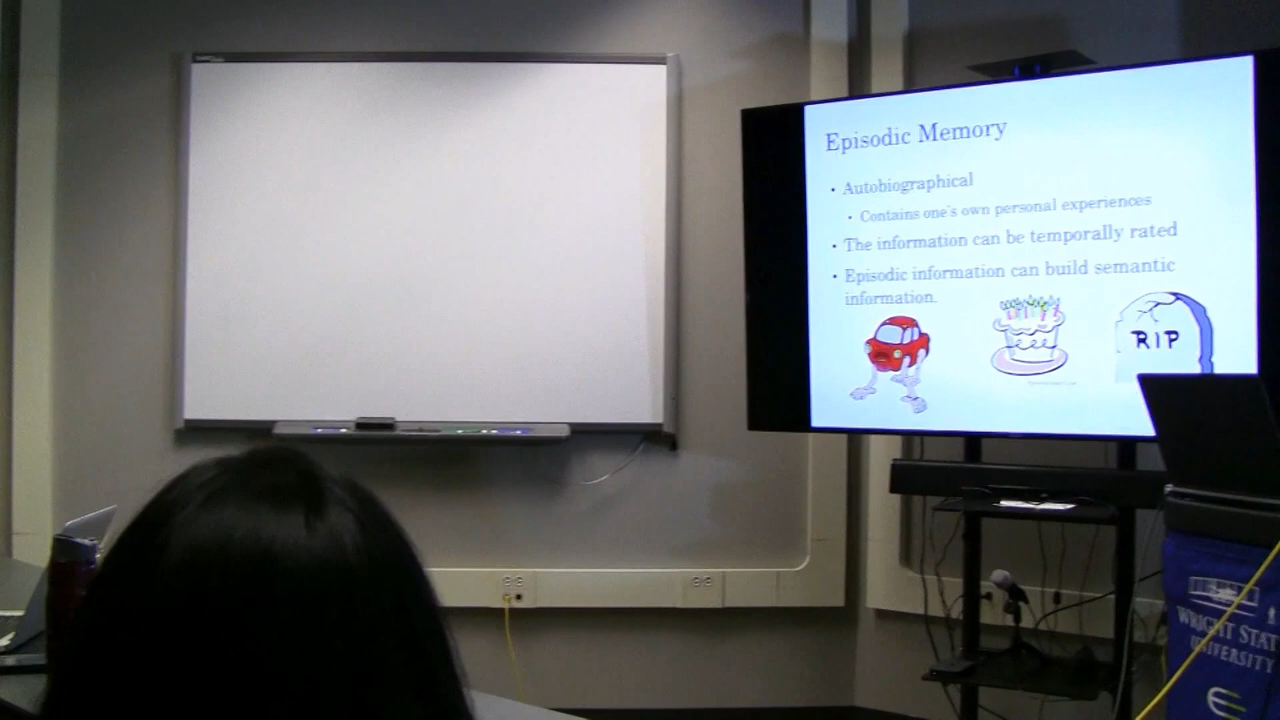 Episodic Memory
• Autobiographical
• Contains one's own personal experiences
• The information can be temporally rated
• Episodic information can build semantic
information.
RIP
WRIGHT STAT
UNIVERSITY